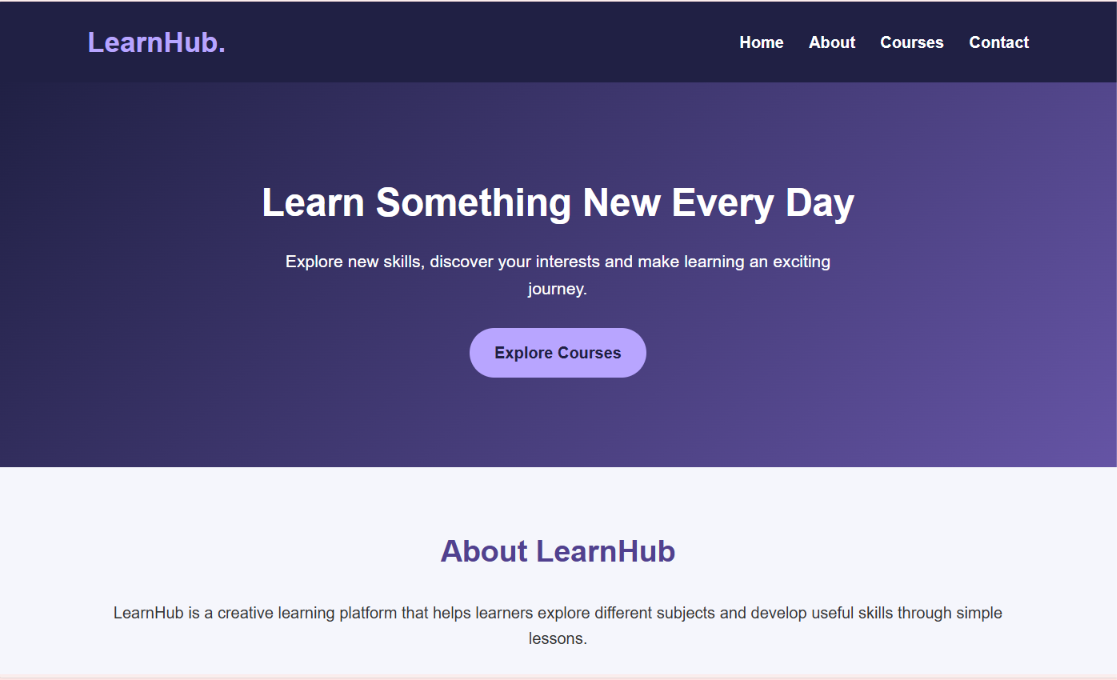 LearnHub.
Home About Courses Contact
Learn Something New Every Day
Explore new skills, discover your interests and make learning an exciting
journey.
Explore Courses
About LearnHub
LearnHub is a creative learning platform that helps learners explore different subjects and develop useful skills through simple
lessons.